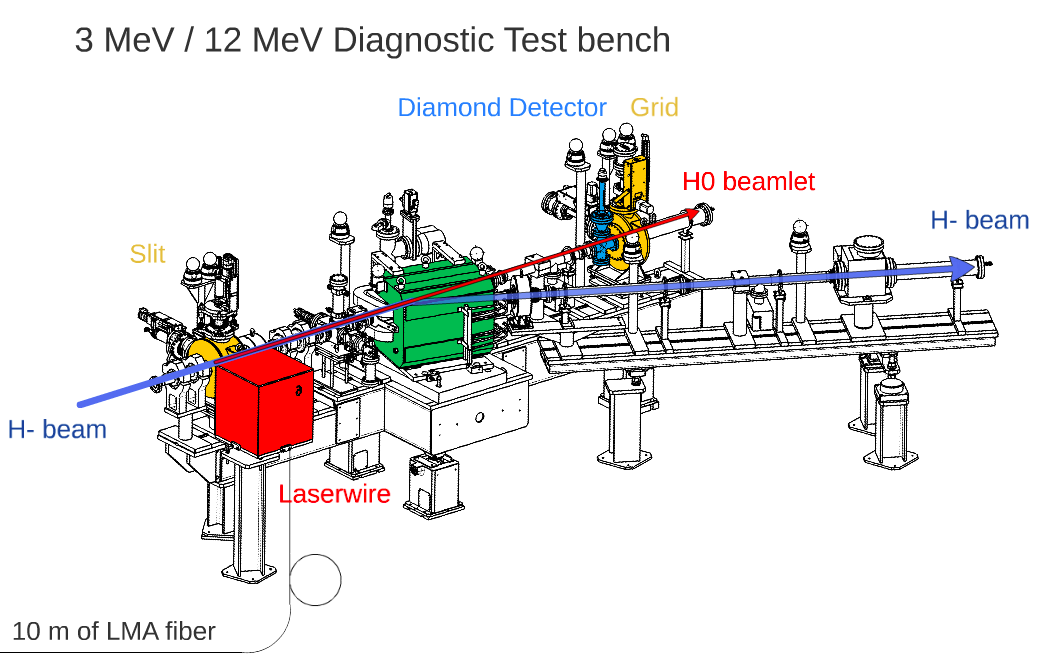 3 MeV / 12 MeV Diagnostic Test bench
Diamond Detector Grid
H0 beamlet
H- beam
Slit
H- beam
Laserwire
10 m of LMA fiber